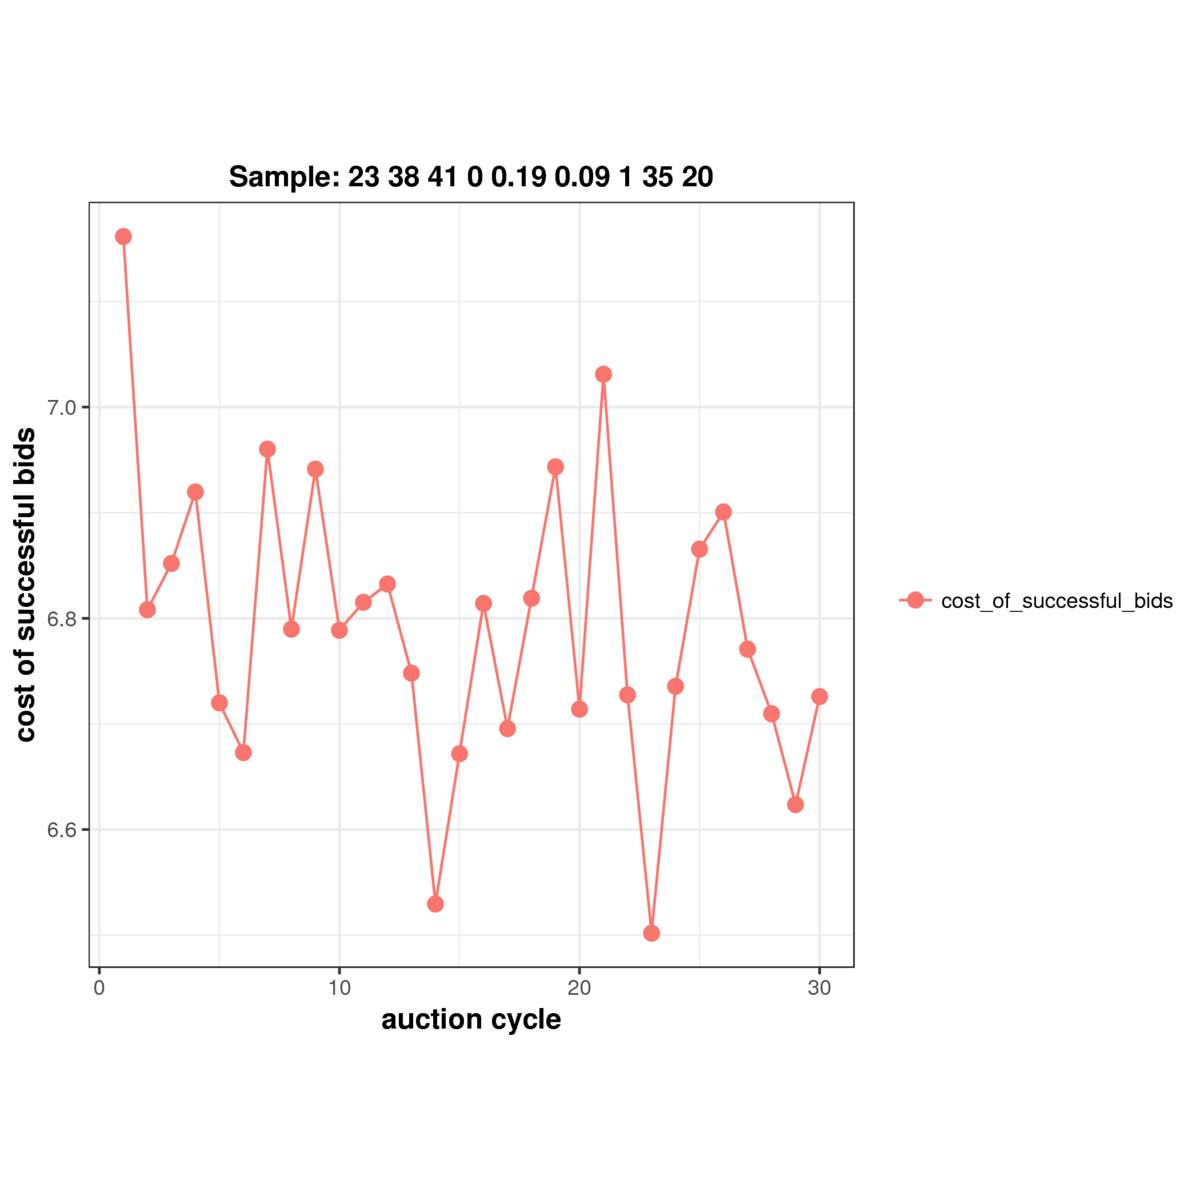 Sample: 23 38 41 0 0.19 0.09 1 35 20
cost of successful bids
7.0
6.8
6.6
0 10 20 30
auction cycle
cost_of_successful_bids